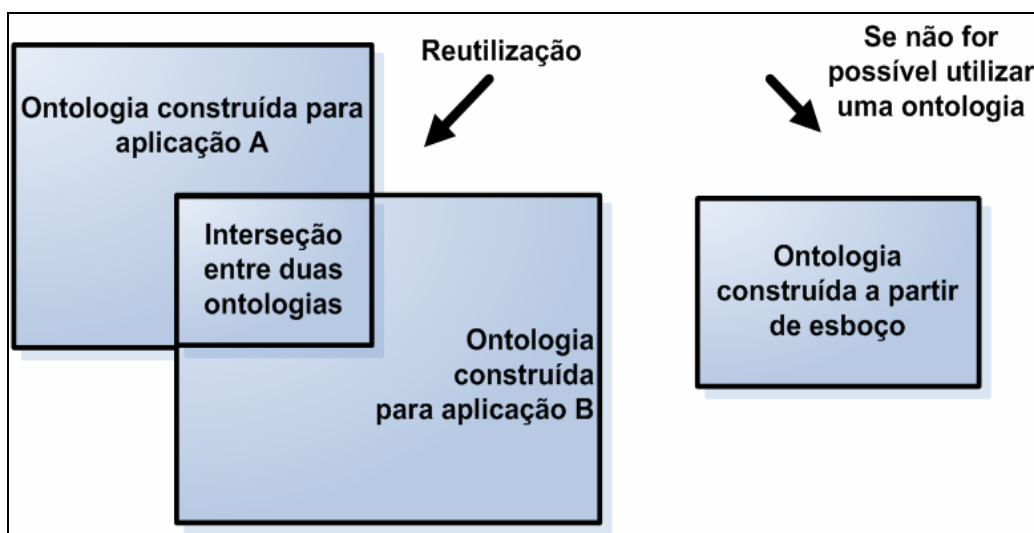 Ontologia construída para
aplicação A
Reutilização
Se não for
possível utilizar
uma ontologia
Interseção
entre duas
ontologias
Ontologia
construída
para aplicação B
Ontologia
construída a partir
de esboço